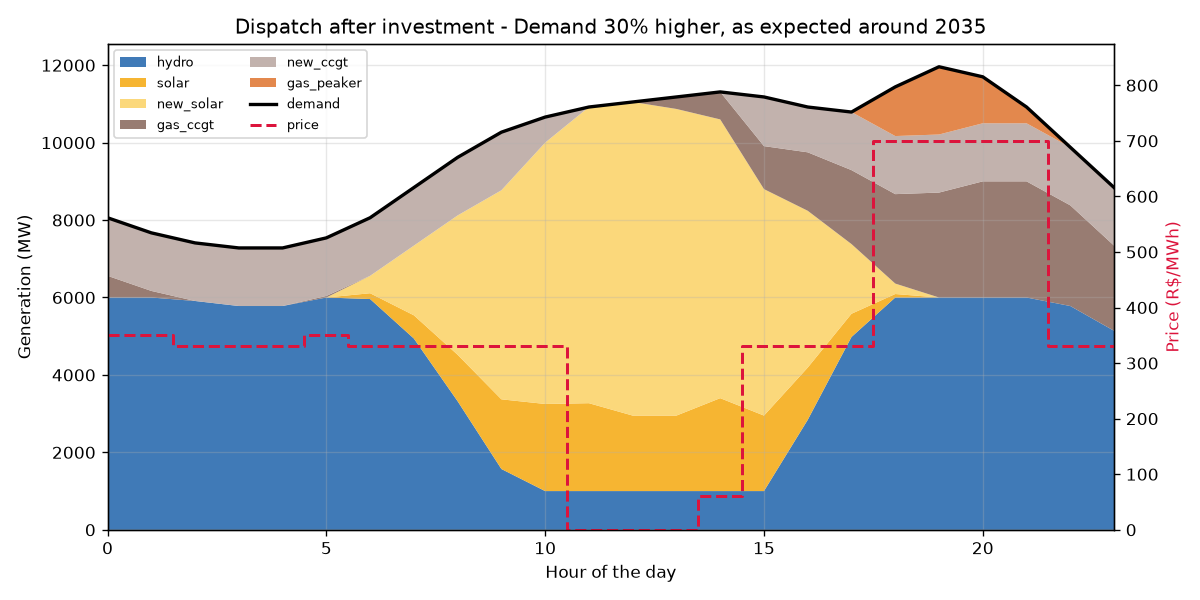 Dispatch after investment - Demand 30% higher, as expected around 2035
hydro
solar
new_solar
gas_ccgt
new_ccgt
gas_peaker
demand
price
Generation (MW)
12000
10000
8000
6000
4000
2000
0
800
700
600
500
400
300
200
100
0
Price (R$/MWh)
0 5 10 15 20
Hour of the day